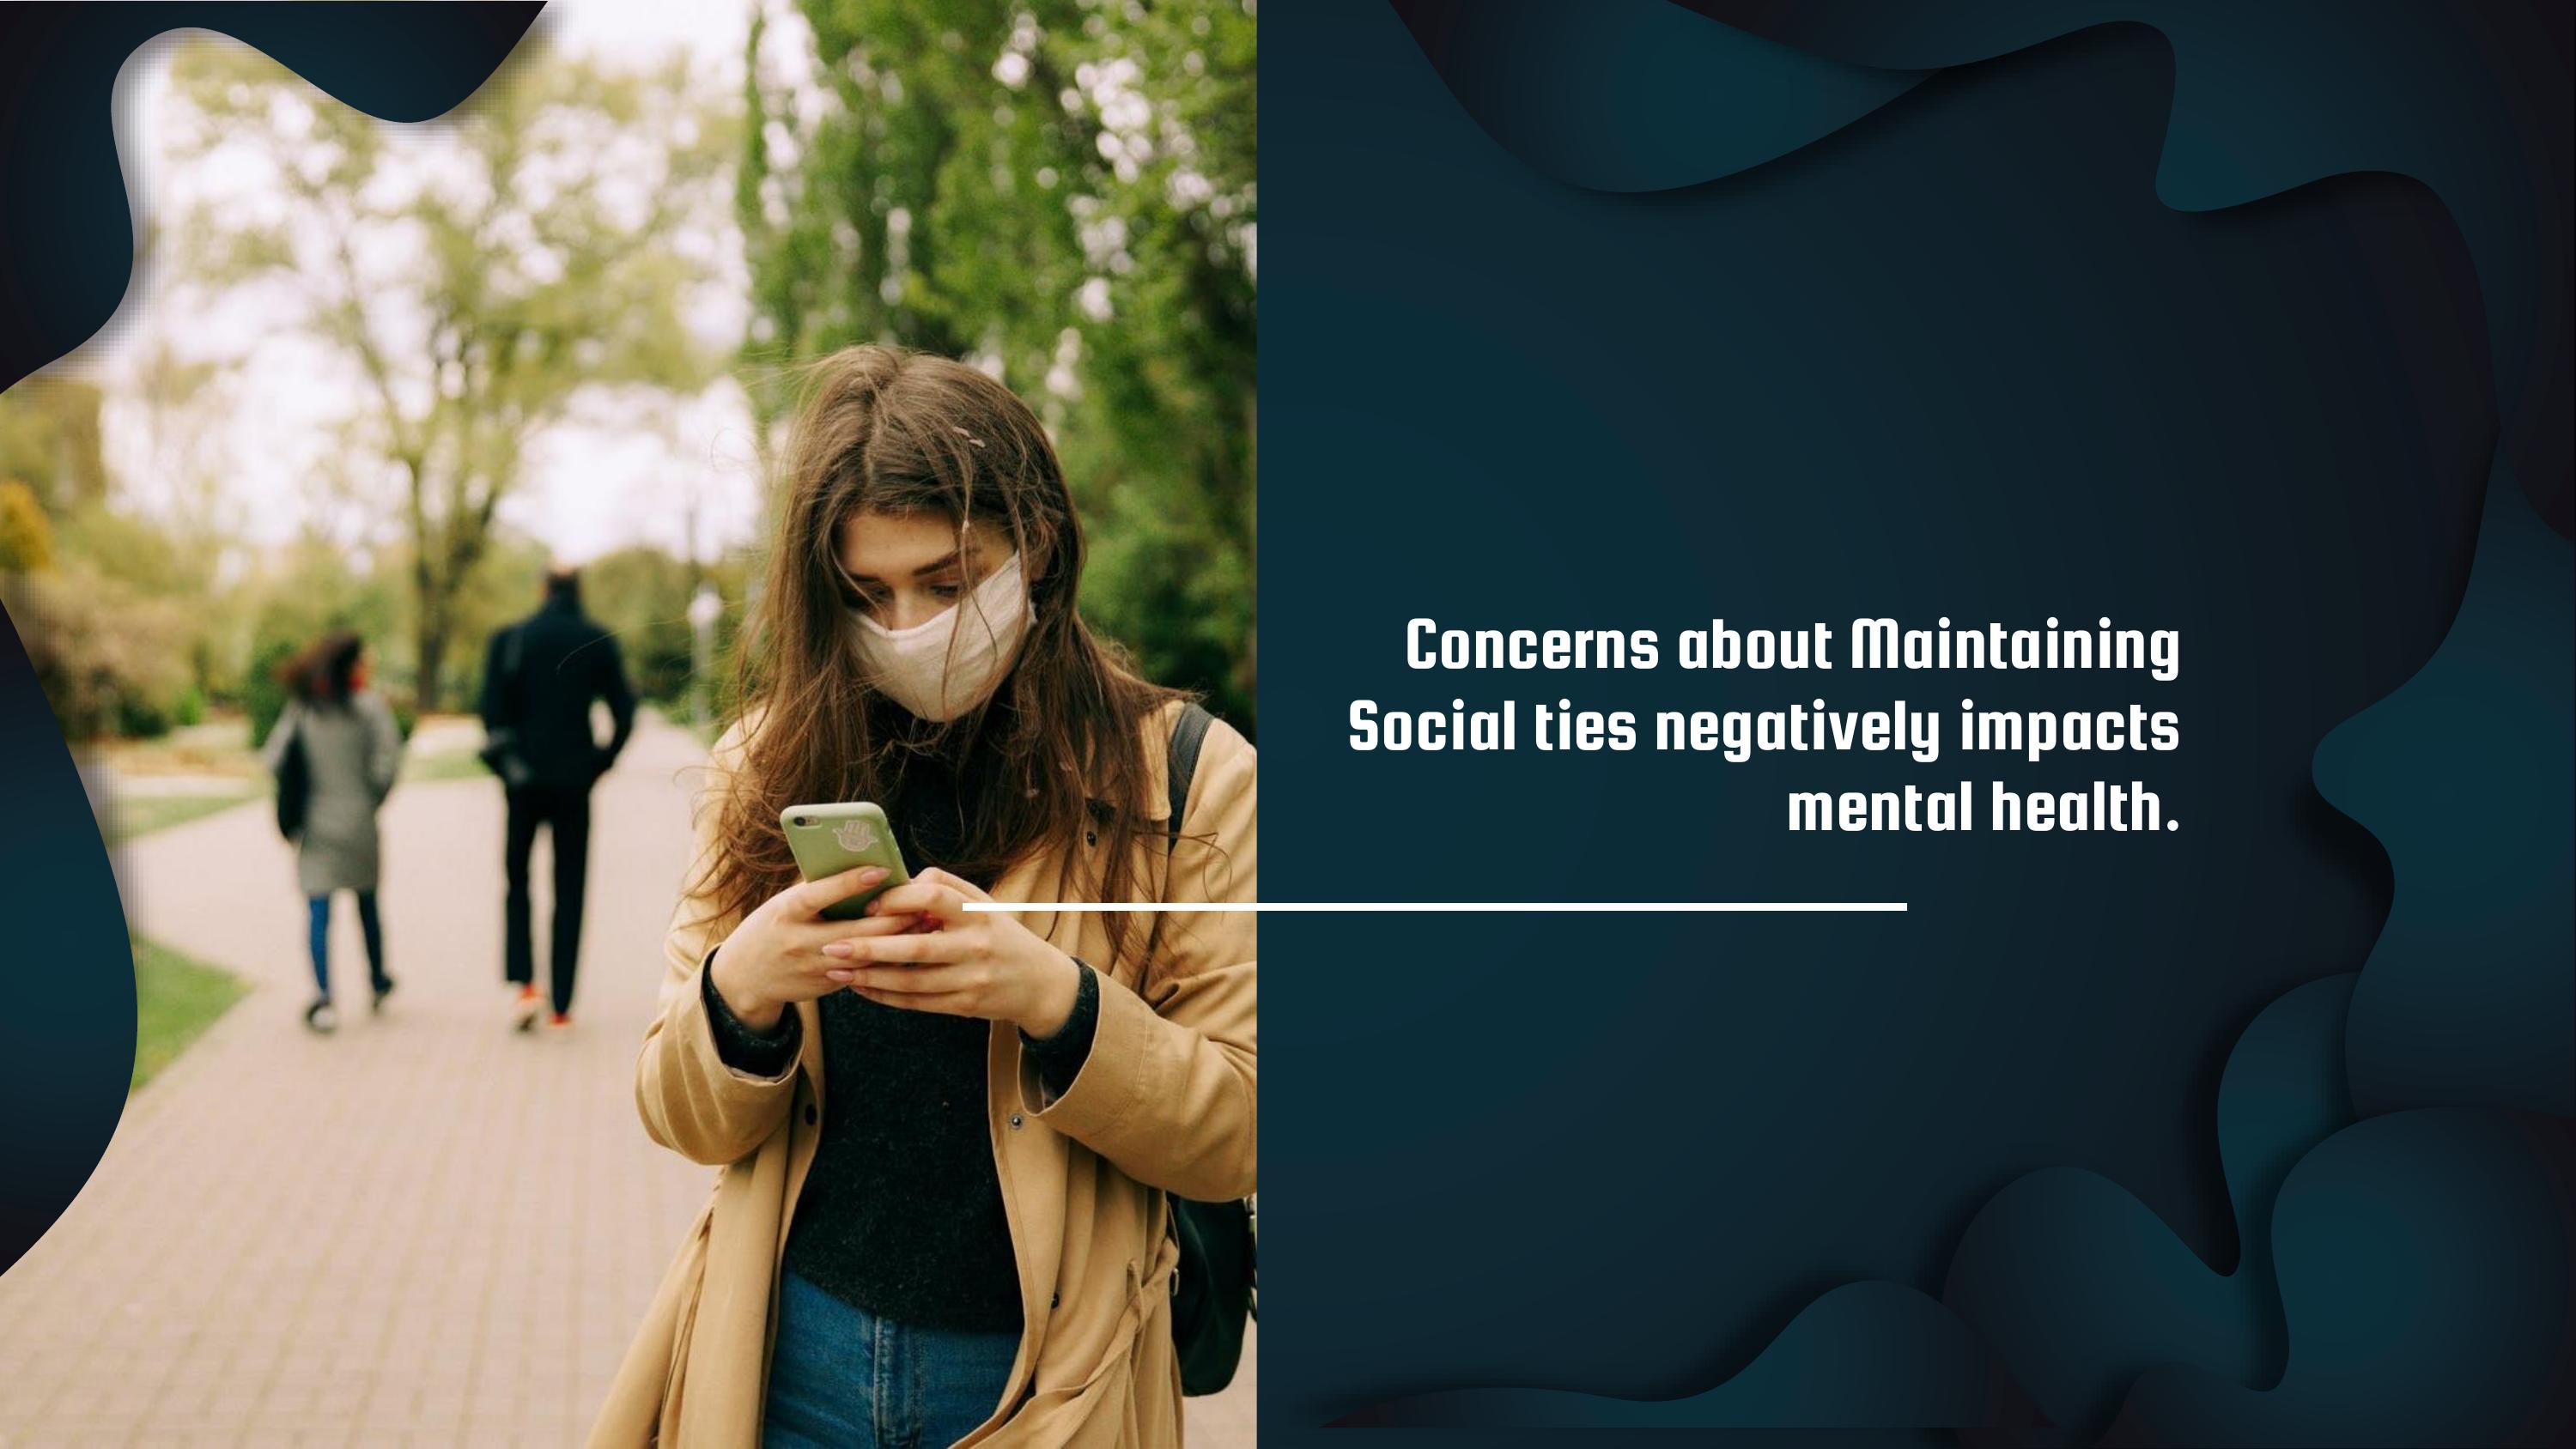 Concerns about Maintaining
Social ties negatively impacts
mental health.